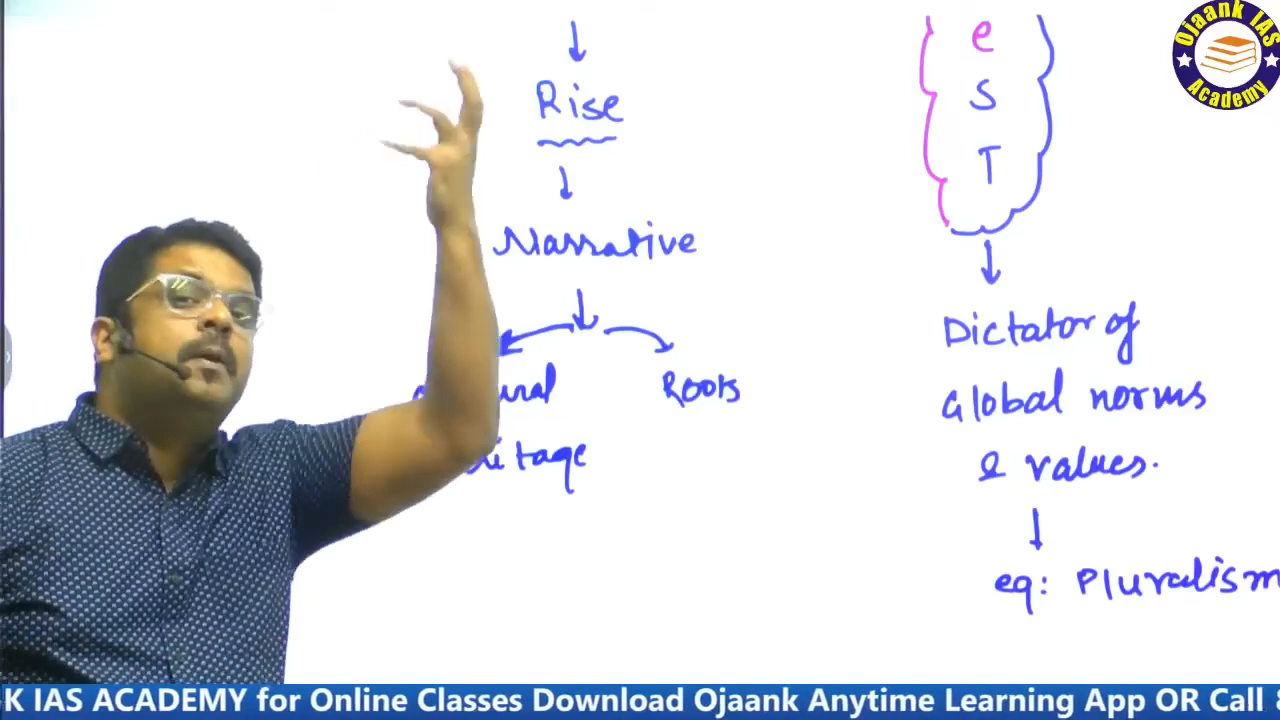 Rise
Narrative
Roots
e
S
T
Dictator of
Global norms
& values.
eg: Pluralism
Ojaank IAS
Academy
K IAS ACADEMY for Online Classes Download Ojaank Anytime Learning App OR Call